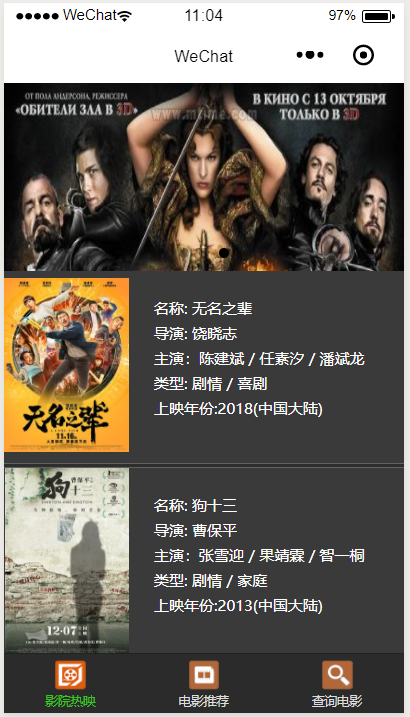 WeChat 11:04 97%
WeChat
ОТ ПОЛА АНДЕРСОНА, РЕЖИССЕРА
«ОБИТЕЛИ ЗЛА В 3D»
В КИНО С 13 ОКТЯБРЯ
ТОЛЬКО В 3D
www.mtime.com
无名之辈
11.16
名称: 无名之辈
导演: 饶晓志
主演: 陈建斌 / 任素汐 / 潘斌龙
类型: 剧情 / 喜剧
上映年份:2018(中国大陆)
狗十三
曹保平
12·07
名称: 狗十三
导演: 曹保平
主演: 张雪迎 / 果靖霖 / 智一桐
类型: 剧情 / 家庭
上映年份:2013(中国大陆)
影院热映 电影推荐 查询电影